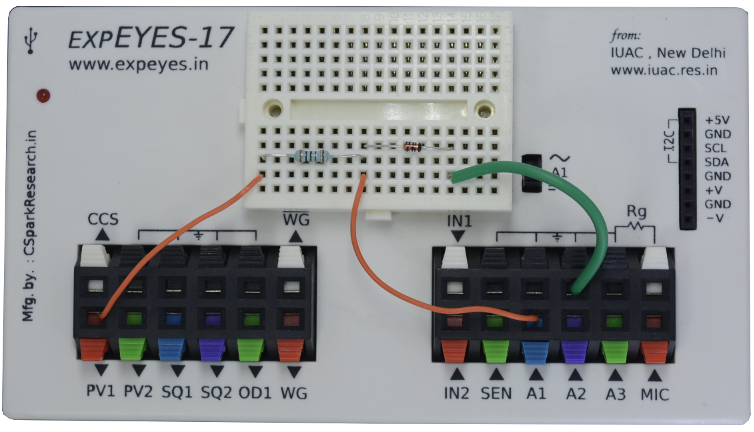 EXPEYES-17
www.expeyes.in
from:
IUAC , New Delhi
www.iuac.res.in
Mfg. by. : CSparkResearch.in
I2C
+5V
GND
SCL
SDA
GND
+V
GND
−V
~
A1
CCS
WG
IN1
Rg
PV1 PV2 SQ1 SQ2 OD1 WG
IN2 SEN A1 A2 A3 MIC